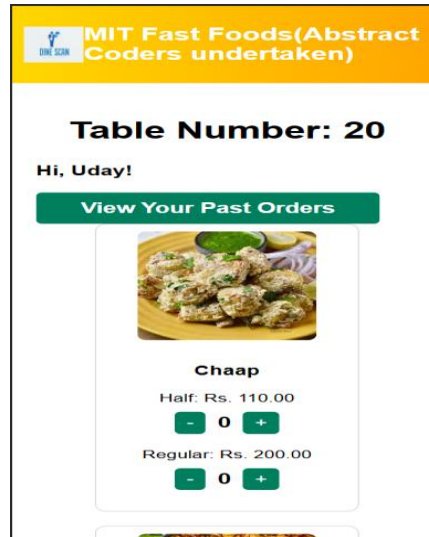 MIT Fast Foods(Abstract
DINE SCAN
Coders undertaken)
Table Number: 20
Hi, Uday!
View Your Past Orders
Chaap
Half: Rs. 110.00
- 0 +
Regular: Rs. 200.00
- 0 +